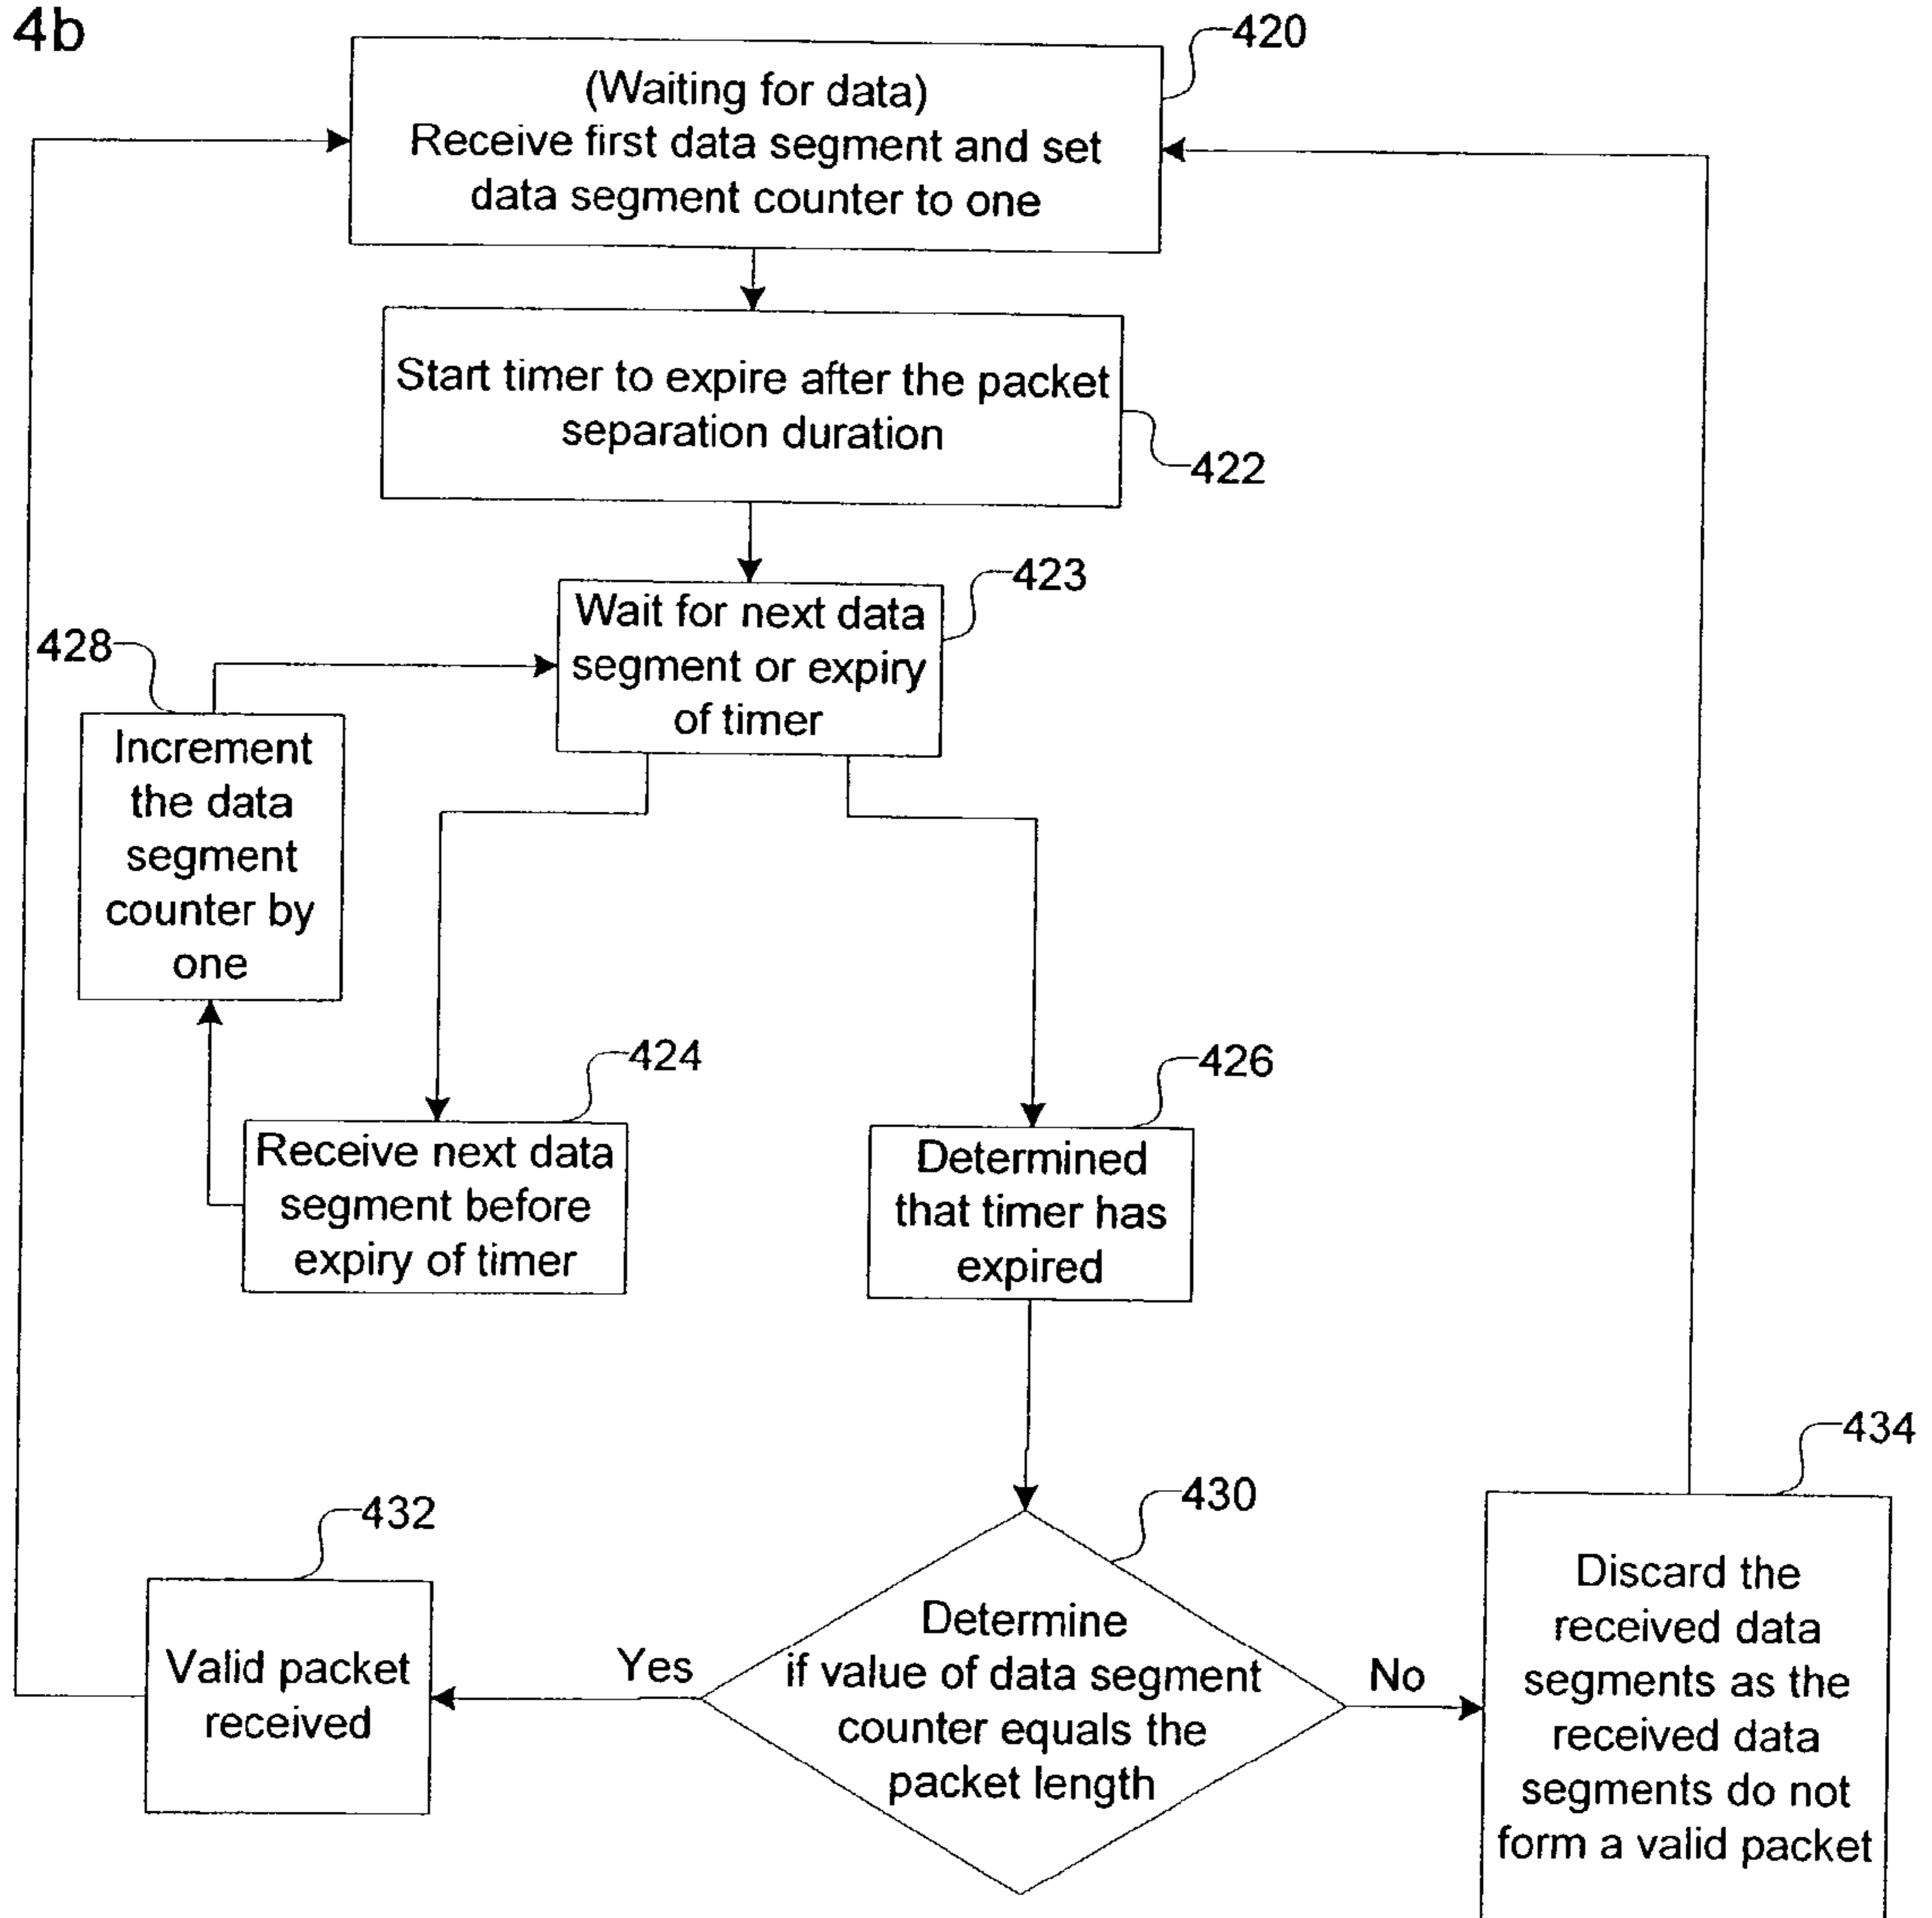 4b
420
(Waiting for data)
Receive first data segment and set
data segment counter to one
Start timer to expire after the packet
separation duration
422
423
Wait for next data
segment or expiry
of timer
428
Increment
the data
segment
counter by
one
424
Receive next data
segment before
expiry of timer
426
Determined
that timer has
expired
430
Determine
if value of data segment
counter equals the
packet length
Yes
No
432
Valid packet
received
434
Discard the
received data
segments as the
received data
segments do not
form a valid packet